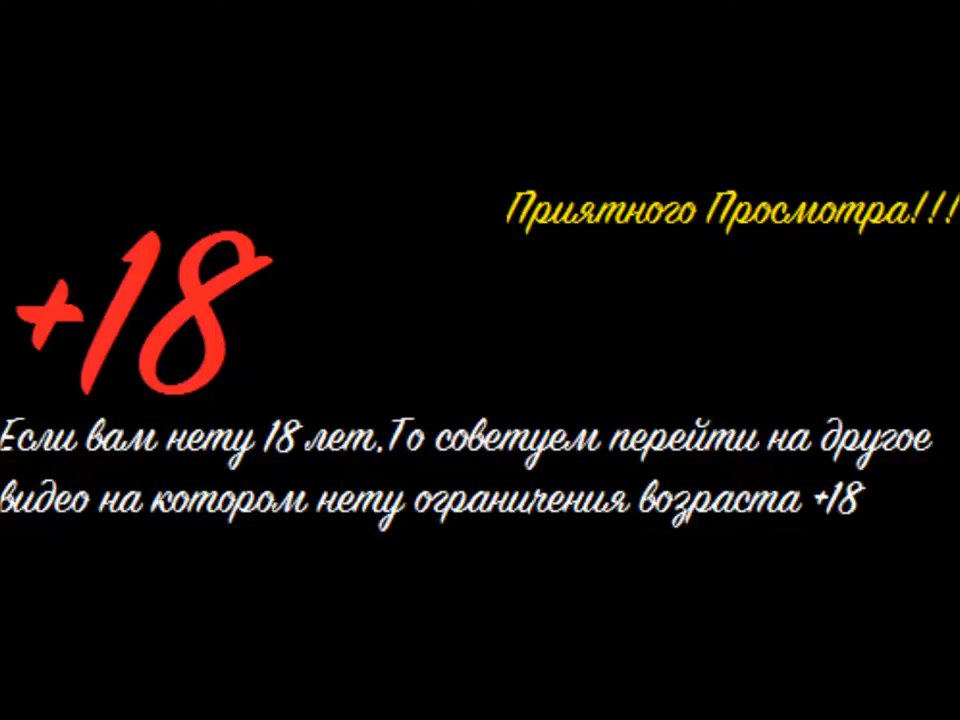 Приятного Просмотра!!!
+18
Если вам нету 18 лет.То советуем перейти на другое
видео на котором нету ограничения возраста +18